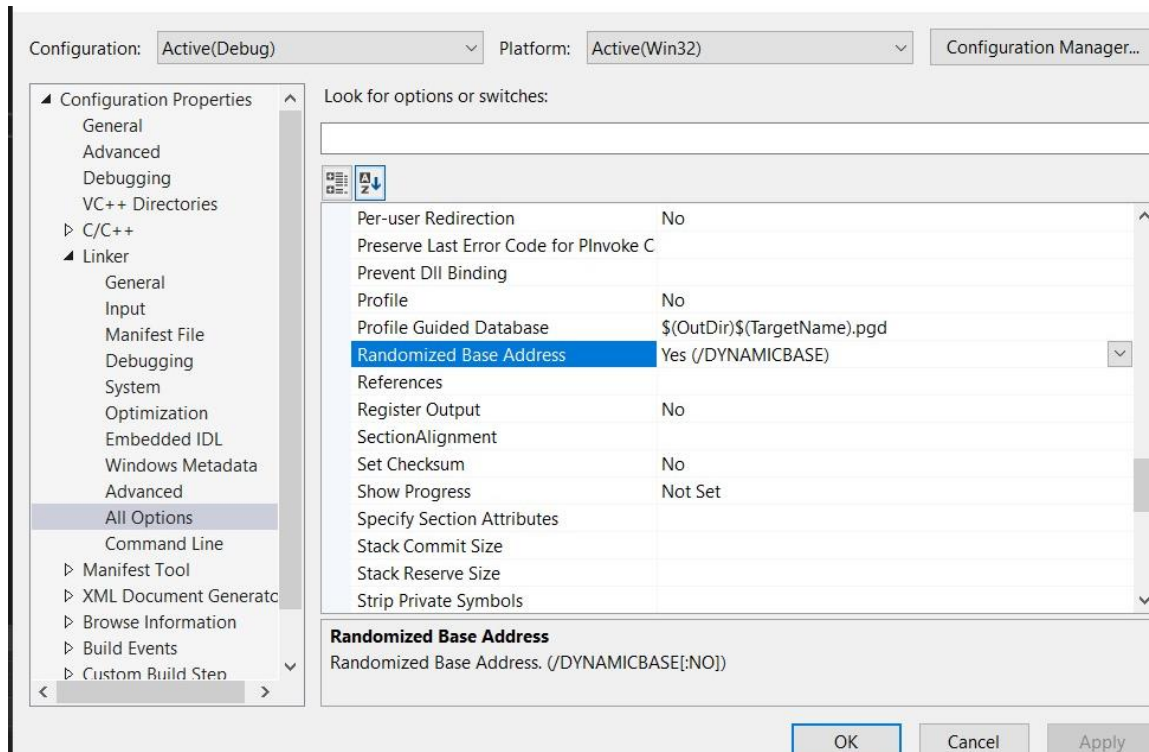 Configuration: Active(Debug) Platform: Active(Win32) Configuration Manager...
Configuration Properties
General
Advanced
Debugging
VC++ Directories
C/C++
Linker
General
Input
Manifest File
Debugging
System
Optimization
Embedded IDL
Windows Metadata
Advanced
All Options
Command Line
Manifest Tool
XML Document Generato
Browse Information
Build Events
Custom Build Step
Look for options or switches:
Per-user Redirection No
Preserve Last Error Code for PInvoke C
Prevent Dll Binding
Profile No
Profile Guided Database $(OutDir)$(TargetName).pgd
Randomized Base Address Yes (/DYNAMICBASE)
References
Register Output No
SectionAlignment
Set Checksum No
Show Progress Not Set
Specify Section Attributes
Stack Commit Size
Stack Reserve Size
Strip Private Symbols
Randomized Base Address
Randomized Base Address. (/DYNAMICBASE[:NO])
OK Cancel Apply